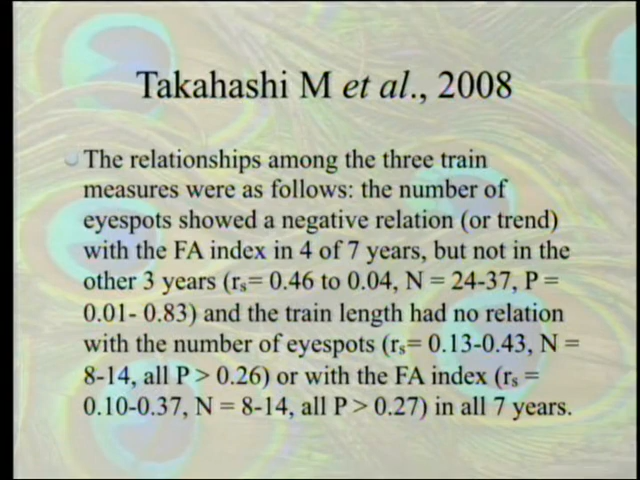 Takahashi M et al., 2008
The relationships among the three train
measures were as follows: the number of
eyespots showed a negative relation (or trend)
with the FA index in 4 of 7 years, but not in the
other 3 years (rs= 0.46 to 0.04, N = 24-37, P =
0.01- 0.83) and the train length had no relation
with the number of eyespots (rs= 0.13-0.43, N =
8-14, all P > 0.26) or with the FA index (rs =
0.10-0.37, N = 8-14, all P > 0.27) in all 7 years.